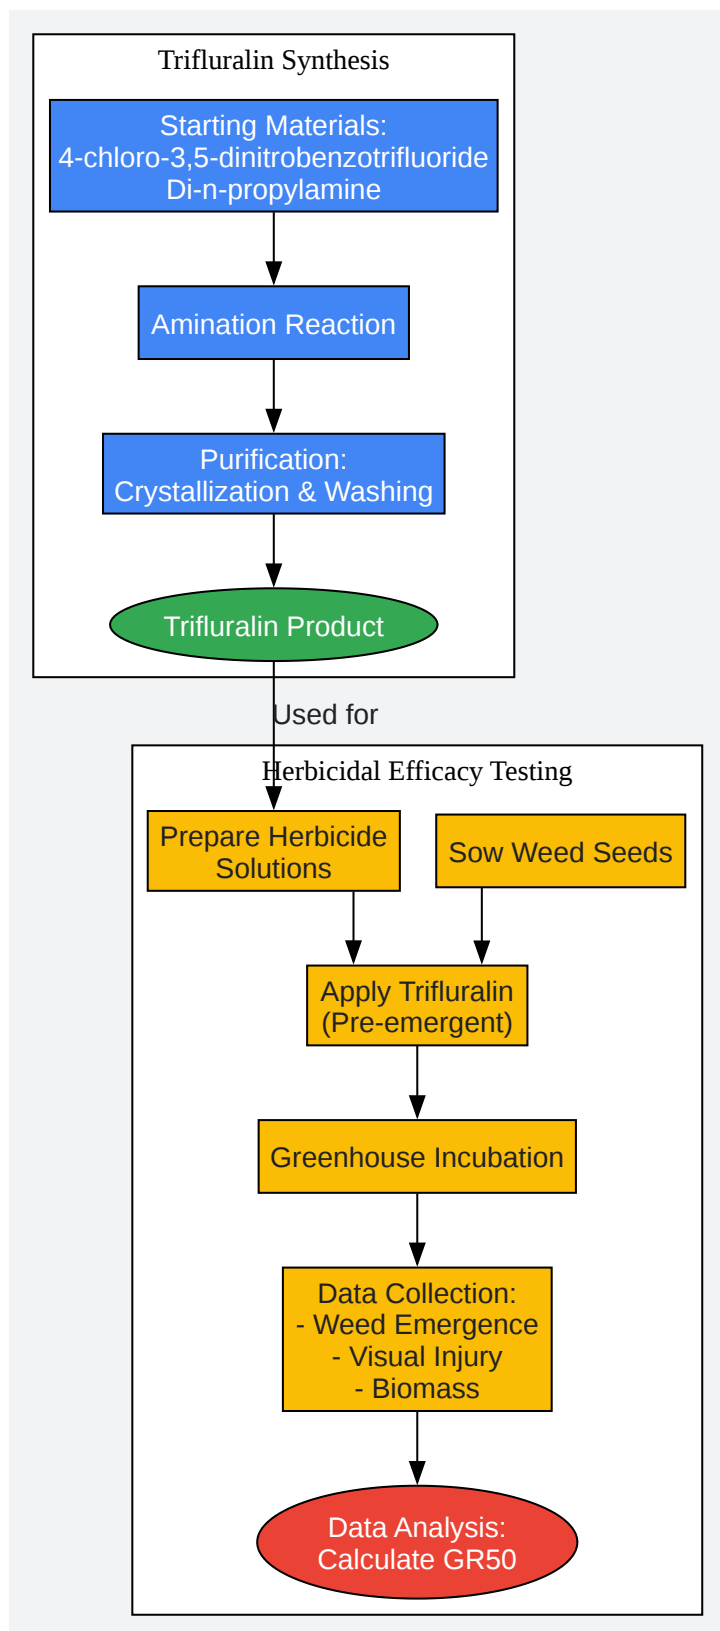 Trifluralin Synthesis
Starting Materials:
4-chloro-3,5-dinitrobenzotrifluoride
Di-n-propylamine
Amination Reaction
Purification:
Crystallization & Washing
Trifluralin Product
Used for
Herbicidal Efficacy Testing
Prepare Herbicide
Solutions
Sow Weed Seeds
Apply Trifluralin
(Pre-emergent)
Greenhouse Incubation
Data Collection:
- Weed Emergence
- Visual Injury
- Biomass
Data Analysis:
Calculate GR50